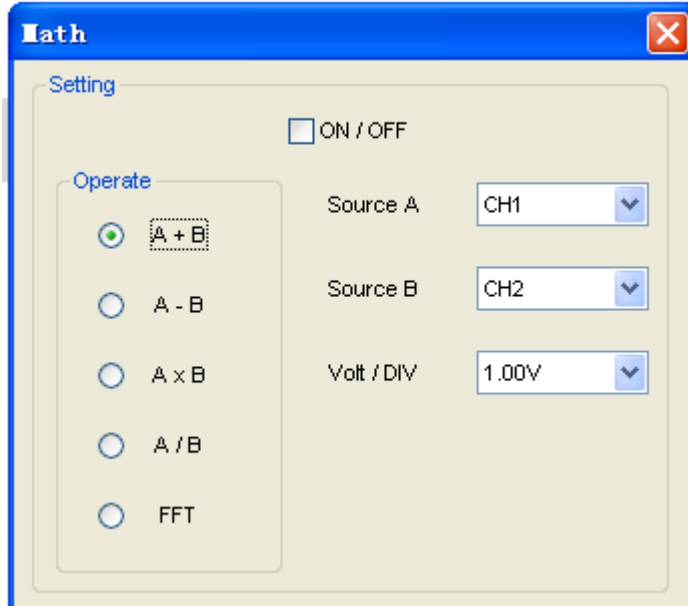 Math
Setting
ON / OFF
Operate
A + B
A - B
A x B
A / B
FFT
Source A CH1
Source B CH2
Volt / DIV 1.00V